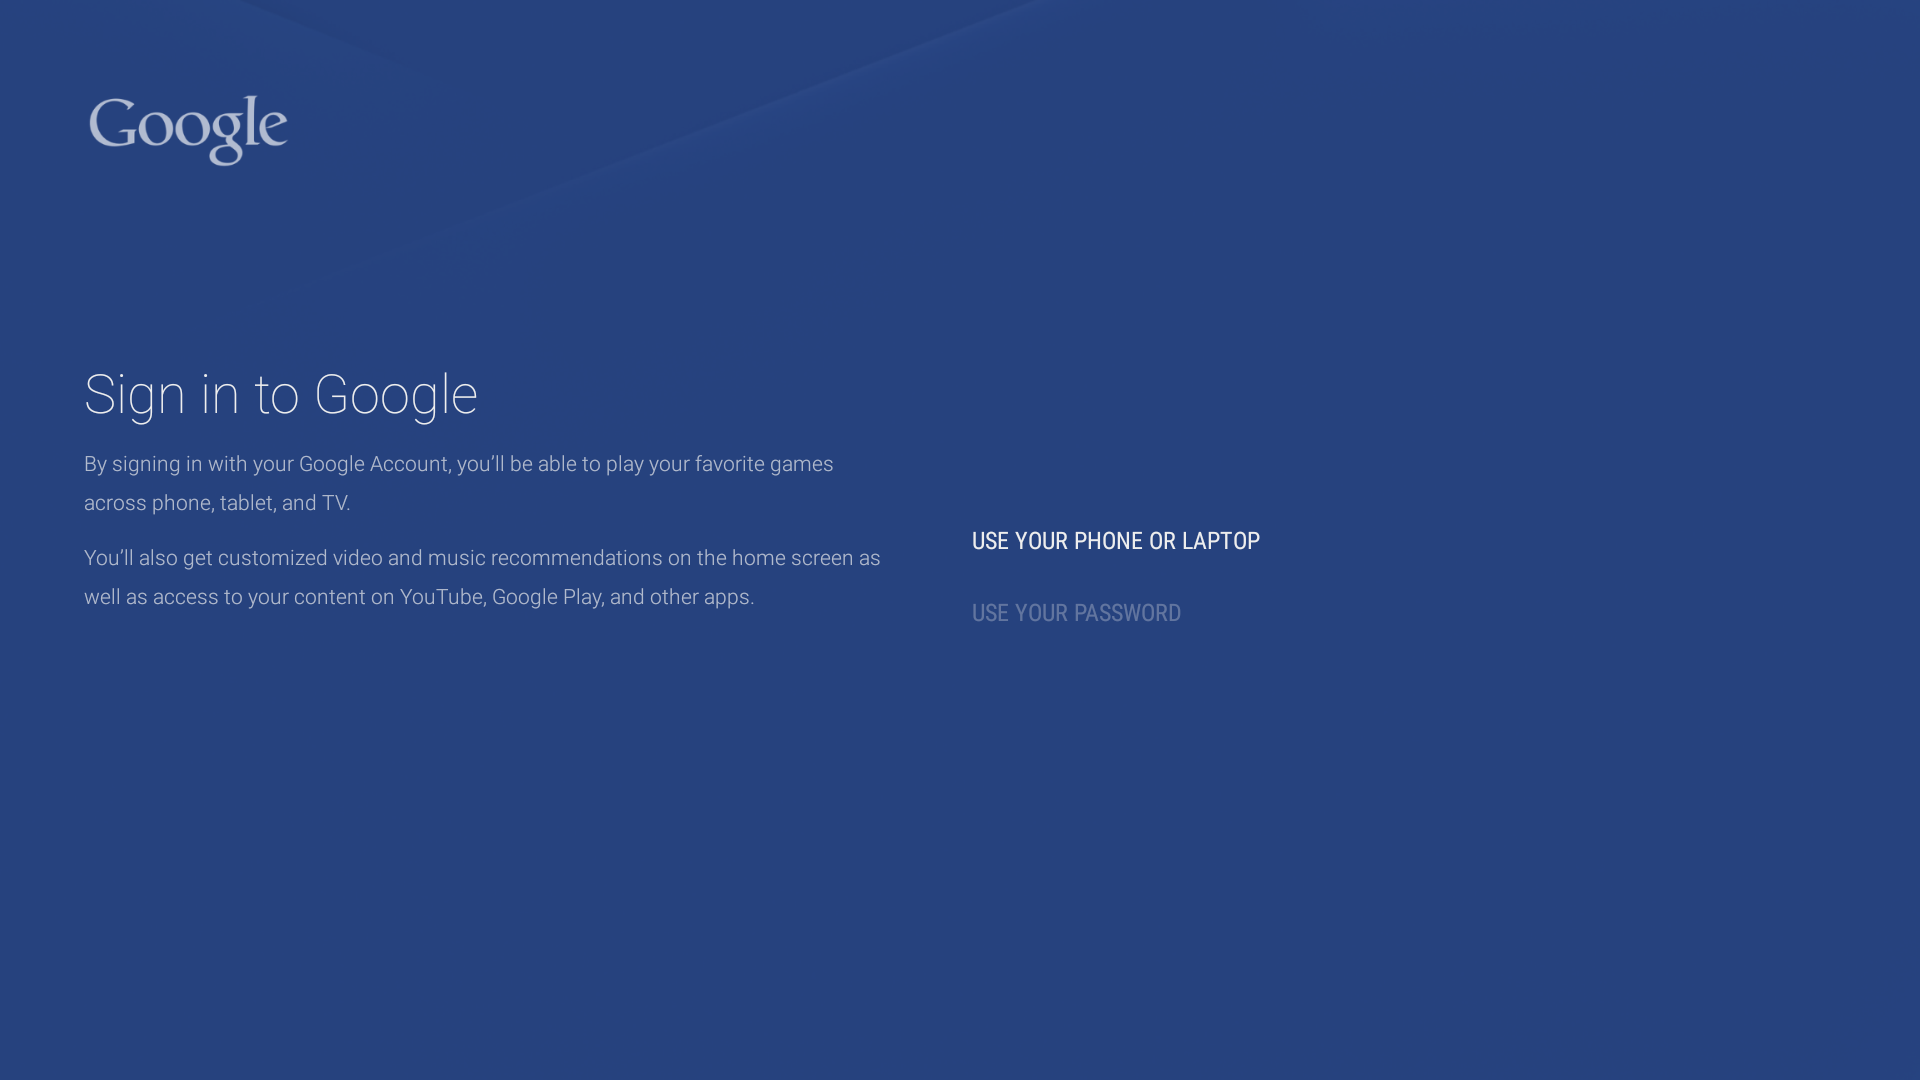 Google
Sign in to Google
By signing in with your Google Account, you’ll be able to play your favorite games
across phone, tablet, and TV.
You’ll also get customized video and music recommendations on the home screen as
well as access to your content on YouTube, Google Play, and other apps.
USE YOUR PHONE OR LAPTOP
USE YOUR PASSWORD